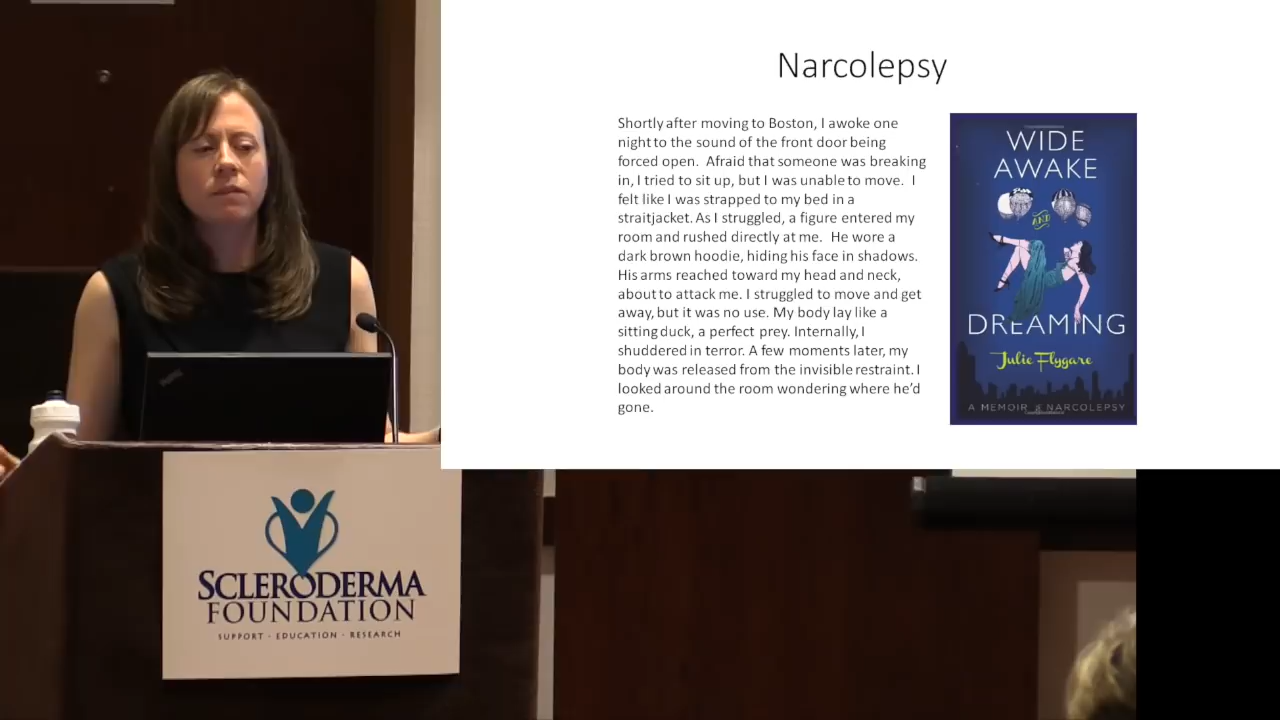 Narcolepsy
Shortly after moving to Boston, I awoke one
night to the sound of the front door being
forced open.  Afraid that someone was breaking
in, I tried to sit up, but I was unable to move.  I
felt like I was strapped to my bed in a
straitjacket. As I struggled, a figure entered my
room and rushed directly at me.  He wore a
dark brown hoodie, hiding his face in shadows.
His arms reached toward my head and neck,
about to attack me. I struggled to move and get
away, but it was no use. My body lay like a
sitting duck, a perfect prey. Internally, I
shuddered in terror. A few moments later, my
body was released from the invisible restraint. I
looked around the room wondering where he'd
gone.
WIDE
AWAKE
AND
DREAMING
Julie Flygare
A MEMOIR of NARCOLEPSY
SCLERODERMA
FOUNDATION
SUPPORT · EDUCATION · RESEARCH